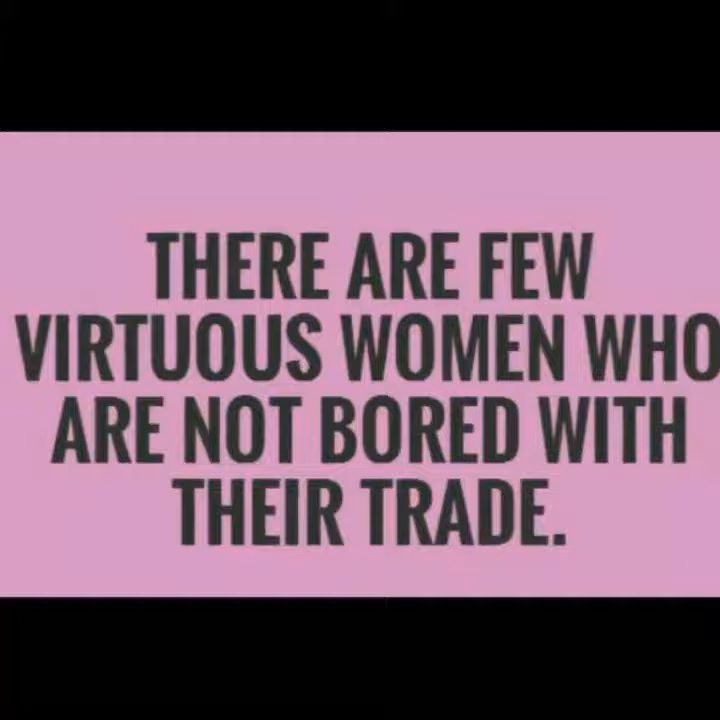 THERE ARE FEW
VIRTUOUS WOMEN WHO
ARE NOT BORED WITH
THEIR TRADE.